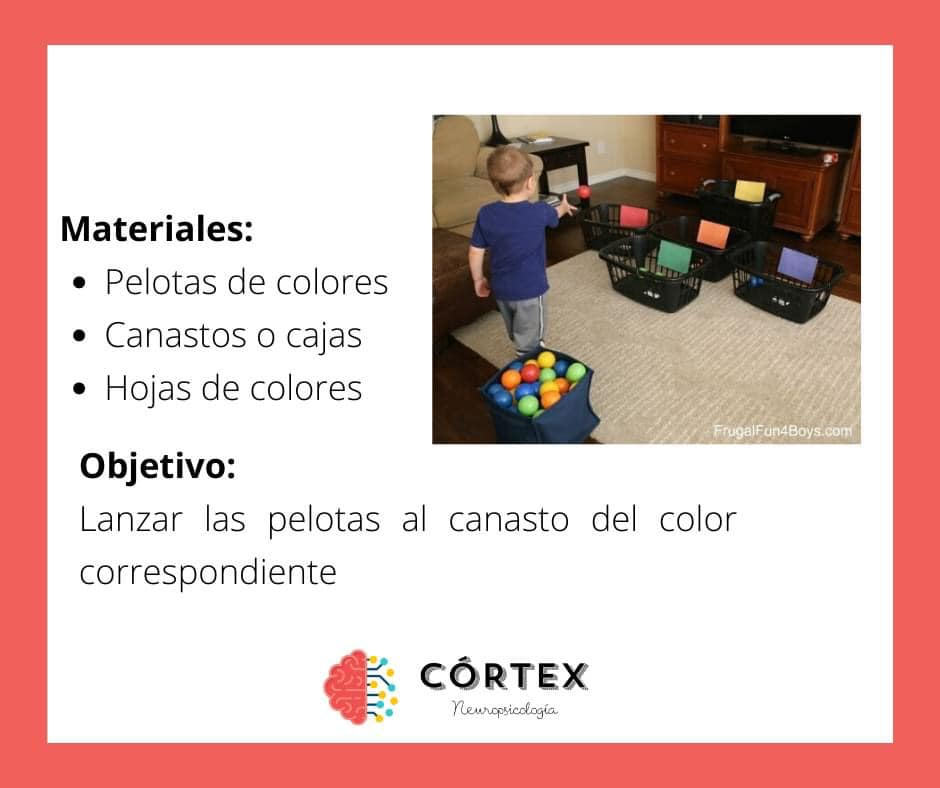 Materiales:
• Pelotas de colores
• Canastos o cajas
• Hojas de colores
FrugalFun4Boys.com
Objetivo:
Lanzar las pelotas al canasto del color
correspondiente
CÓRTEX
Neuropsicología